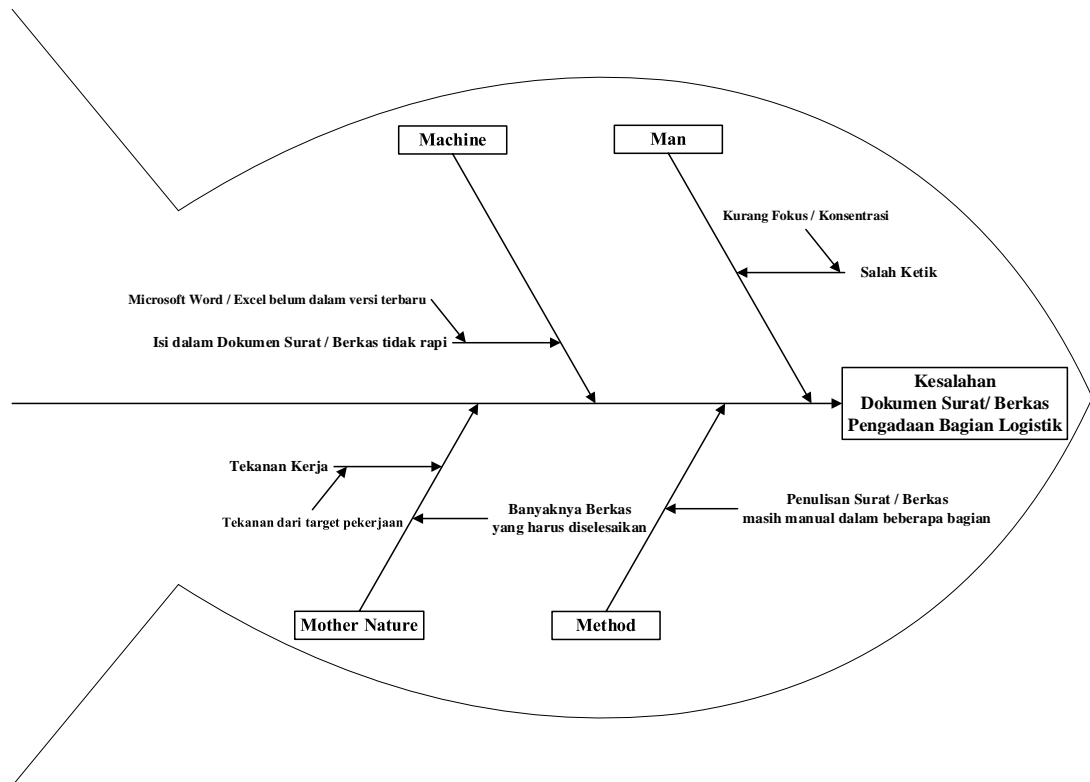 Machine
Man
Kurang Fokus / Konsentrasi
Salah Ketik
Microsoft Word / Excel belum dalam versi terbaru
Isi dalam Dokumen Surat / Berkas tidak rapi
Kesalahan
Dokumen Surat/ Berkas
Pengadaan Bagian Logistik
Tekanan Kerja
Tekanan dari target pekerjaan
Banyaknya Berkas
yang harus diselesaikan
Penulisan Surat / Berkas
masih manual dalam beberapa bagian
Mother Nature
Method